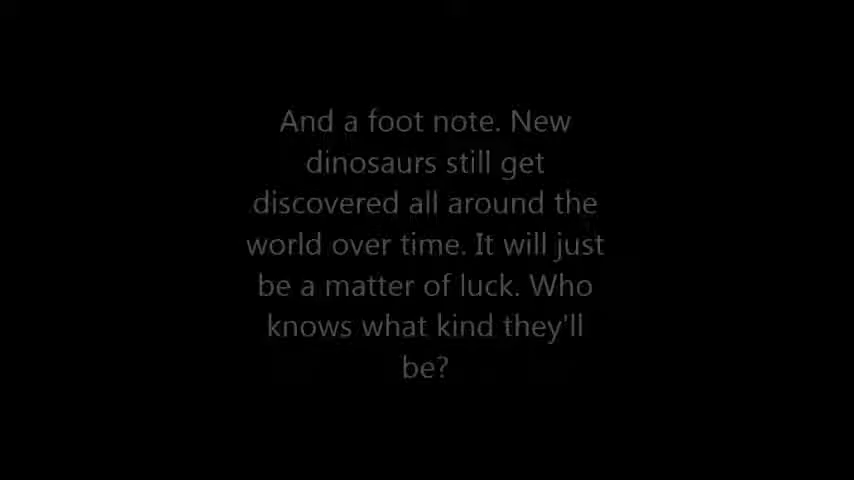 And a foot note. New
dinosaurs still get
discovered all around the
world over time. It will just
be a matter of luck. Who
knows what kind they'll
be?